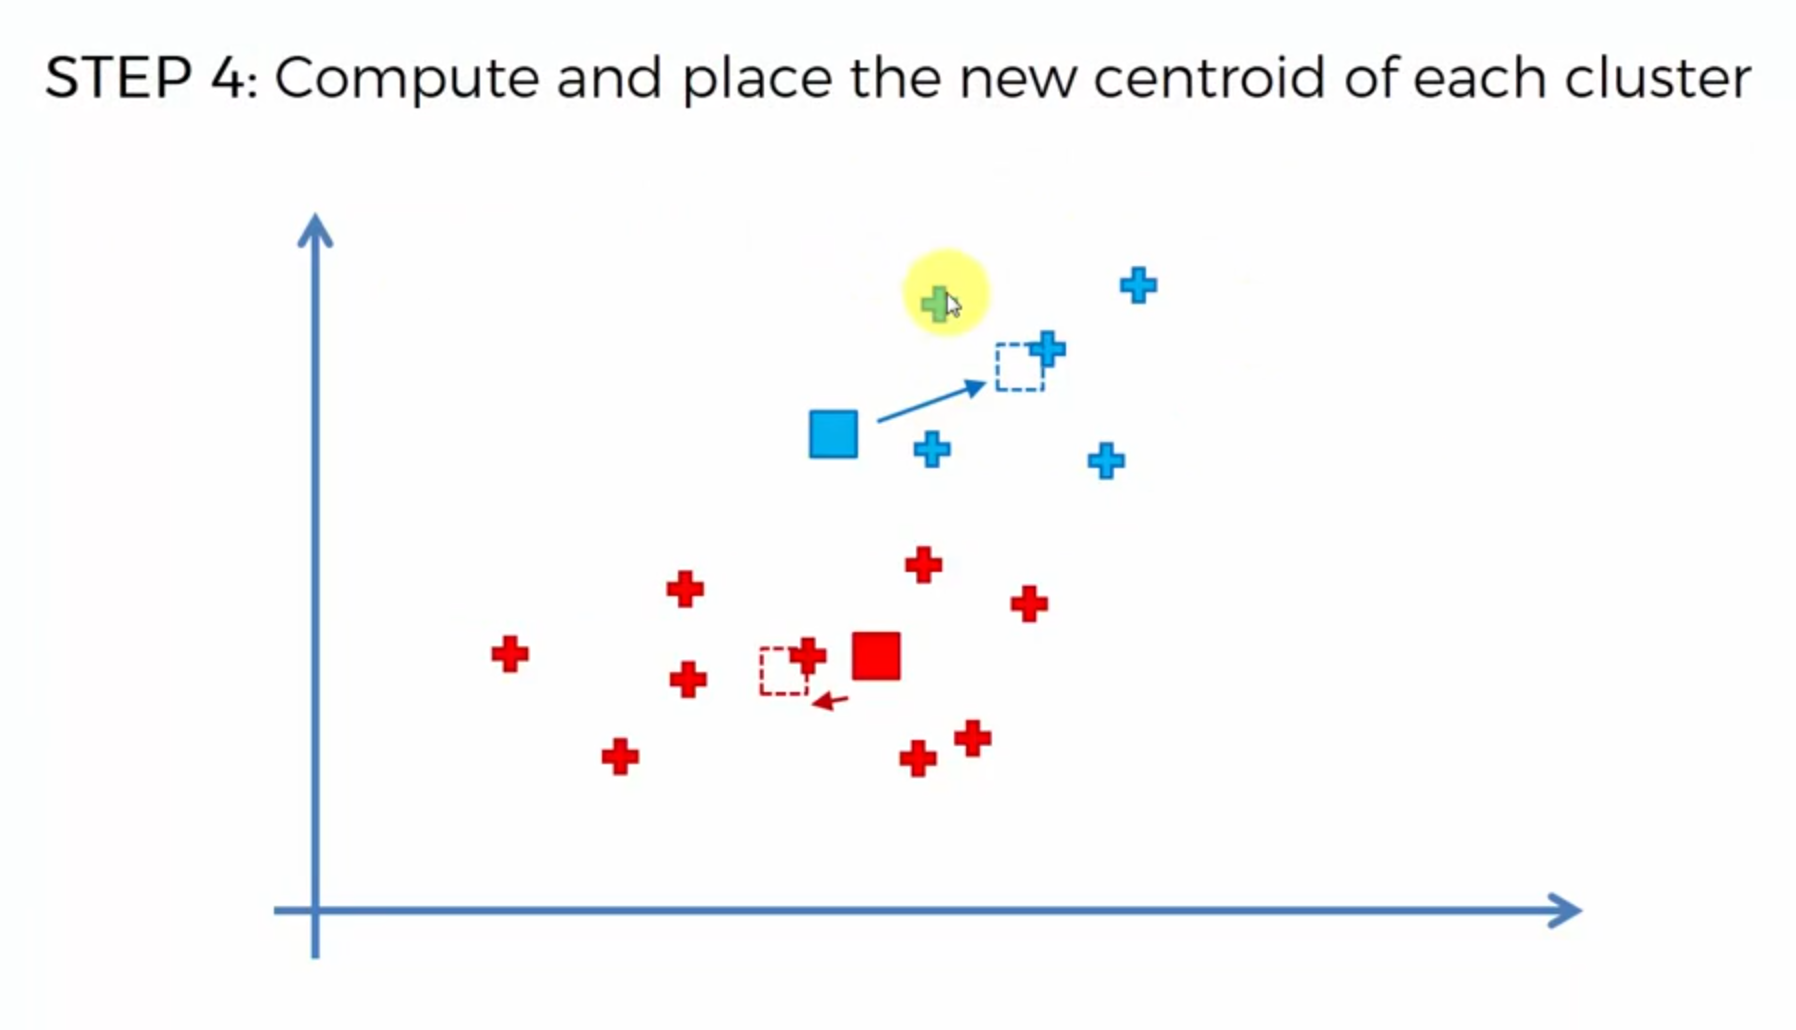 STEP 4: Compute and place the new centroid of each cluster